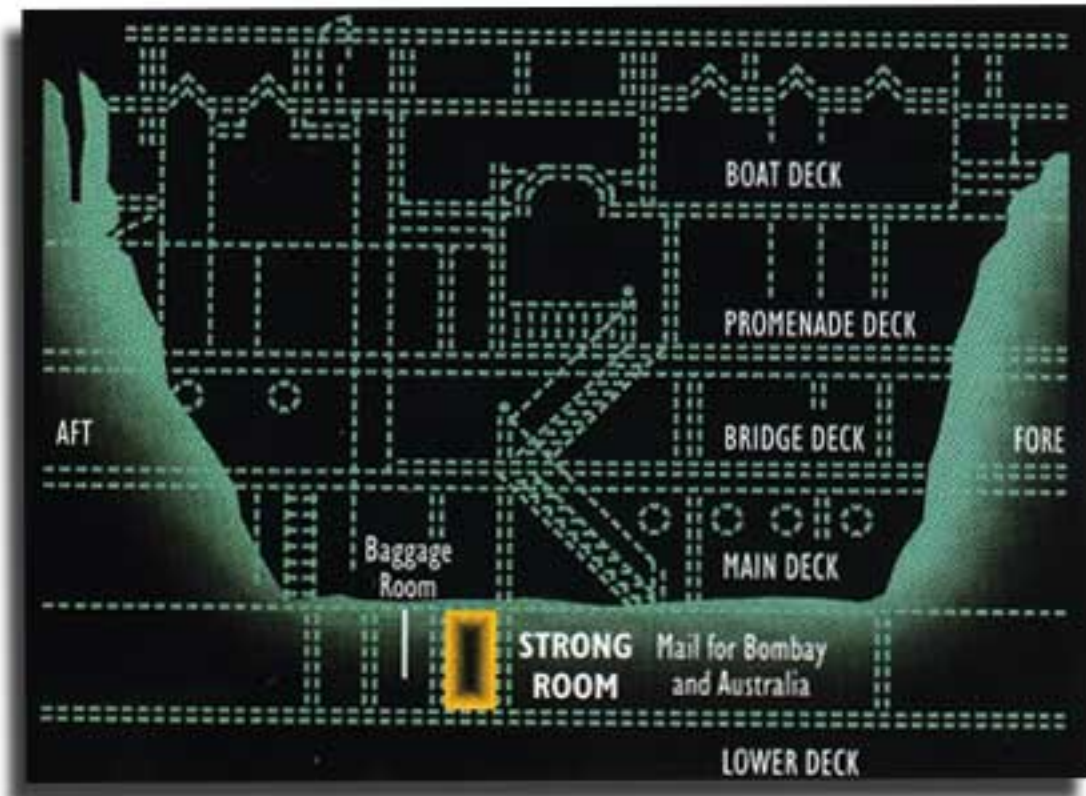 BOAT DECK
PROMENADE DECK
AFT
BRIDGE DECK
FORE
Baggage
Room
MAIN DECK
STRONG
ROOM
Mail for Bombay
and Australia
LOWER DECK